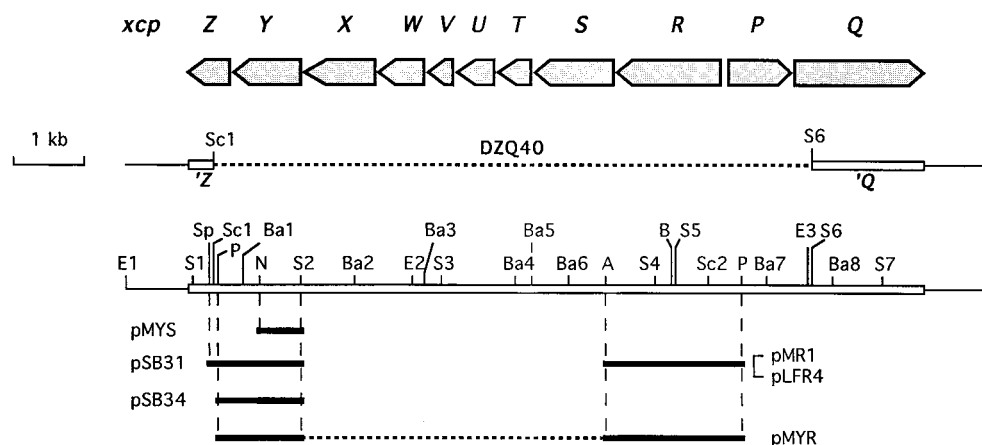 xcp Z Y X W V U T S R P Q
1 kb Sc1 DZQ40 S6
'Z 'Q
Sp Sc1 Ba1 Ba3 Ba5 B S5 E3 S6
P
E1 S1 N S2 Ba2 E2 S3 Ba4 Ba6 A S4 Sc2 P Ba7 Ba8 S7
pMYS
pSB31 pMR1
pLFR4
pSB34
pMYR